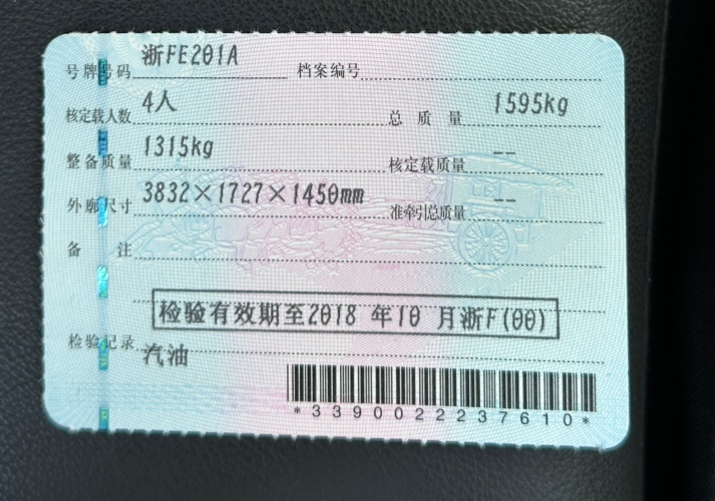 号牌号码 浙FE201A 档案编号
核定载人数 4人 总质量 1595kg
整备质量 1315kg 核定载质量 --
外廓尺寸 3832×1727×1450mm 准牵引总质量 --
备注
检验有效期至2018 年10 月浙F(00)
检验记录
汽油
*3390022237610*